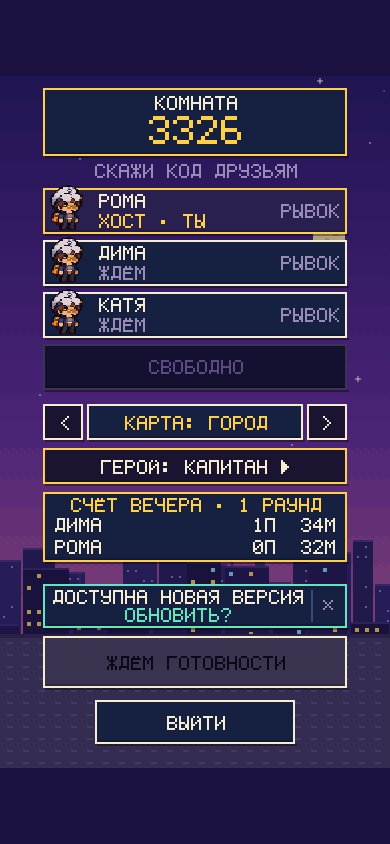 КОМНАТА
3326
СКАЖИ КОД ДРУЗЬЯМ
РОМА
ХОСТ · ТЫ
РЫВОК
ДИМА
ЖДЁМ
РЫВОК
КАТЯ
ЖДЁМ
РЫВОК
СВОБОДНО
< КАРТА: ГОРОД >
ГЕРОЙ: КАПИТАН ▶
СЧЁТ ВЕЧЕРА · 1 РАУНД
ДИМА 1П 34М
РОМА 0П 32М
ДОСТУПНА НОВАЯ ВЕРСИЯ
ОБНОВИТЬ?
×
ЖДЁМ ГОТОВНОСТИ
ВЫЙТИ